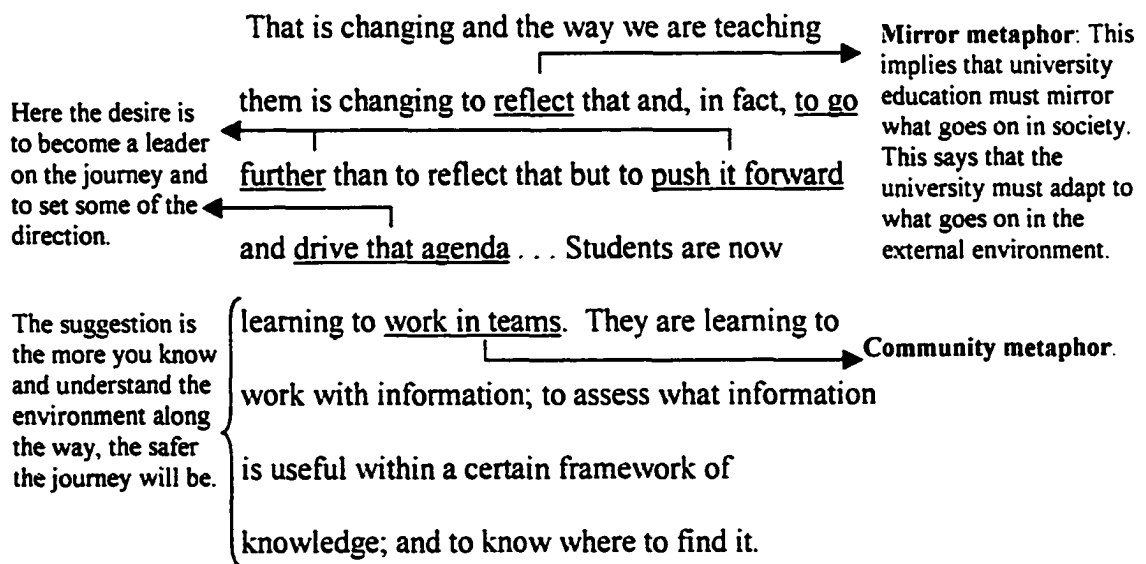 That is changing and the way we are teaching
them is changing to reflect that and, in fact, to go
further than to reflect that but to push it forward
and drive that agenda . . . Students are now
learning to work in teams. They are learning to
work with information; to assess what information
is useful within a certain framework of
knowledge; and to know where to find it.
Here the desire is
to become a leader
on the journey and
to set some of the
direction.
The suggestion is
the more you know
and understand the
environment along
the way, the safer
the journey will be.
Mirror metaphor: This
implies that university
education must mirror
what goes on in society.
This says that the
university must adapt to
what goes on in the
external environment.
Community metaphor.